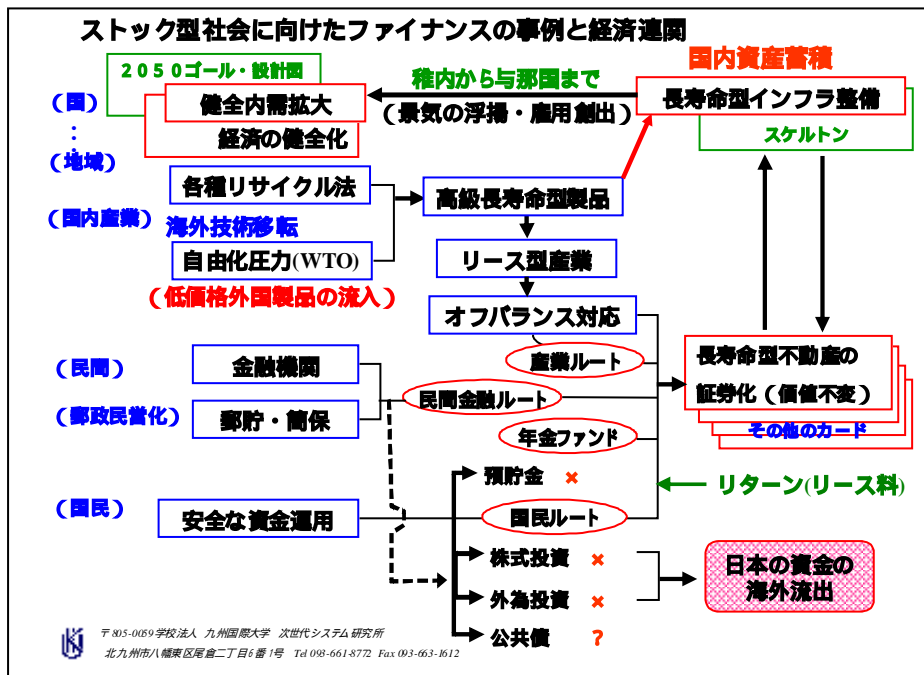 ストック型社会に向けたファイナンスの事例と経済連関
2050ゴール・設計図
稚内から与那国まで
国内資産蓄積
(国)
健全内需拡大
(景気の浮揚・雇用創出)
長寿命型インフラ整備
:
経済の健全化
スケルトン
(地域)
各種リサイクル法
高級長寿命型製品
(国内産業)
海外技術移転
自由化圧力(WTO)
リース型産業
(低価格外国製品の流入)
オフバランス対応
産業ルート
長寿命型不動産の
証券化(価値不変)
その他のカード
(民間)
金融機関
民間金融ルート
(郵政民営化)
郵貯・簡保
年金ファンド
預貯金 ×
リターン(リース料)
(国民)
安全な資金運用
国民ルート
株式投資 ×
日本の資金の
海外流出
外為投資 ×
公共債 ?
〒805-0059 学校法人 九州国際大学 次世代システム研究所
北九州市八幡東区尾倉二丁目6番1号 Tel 093-661-8772 Fax 093-663-1612